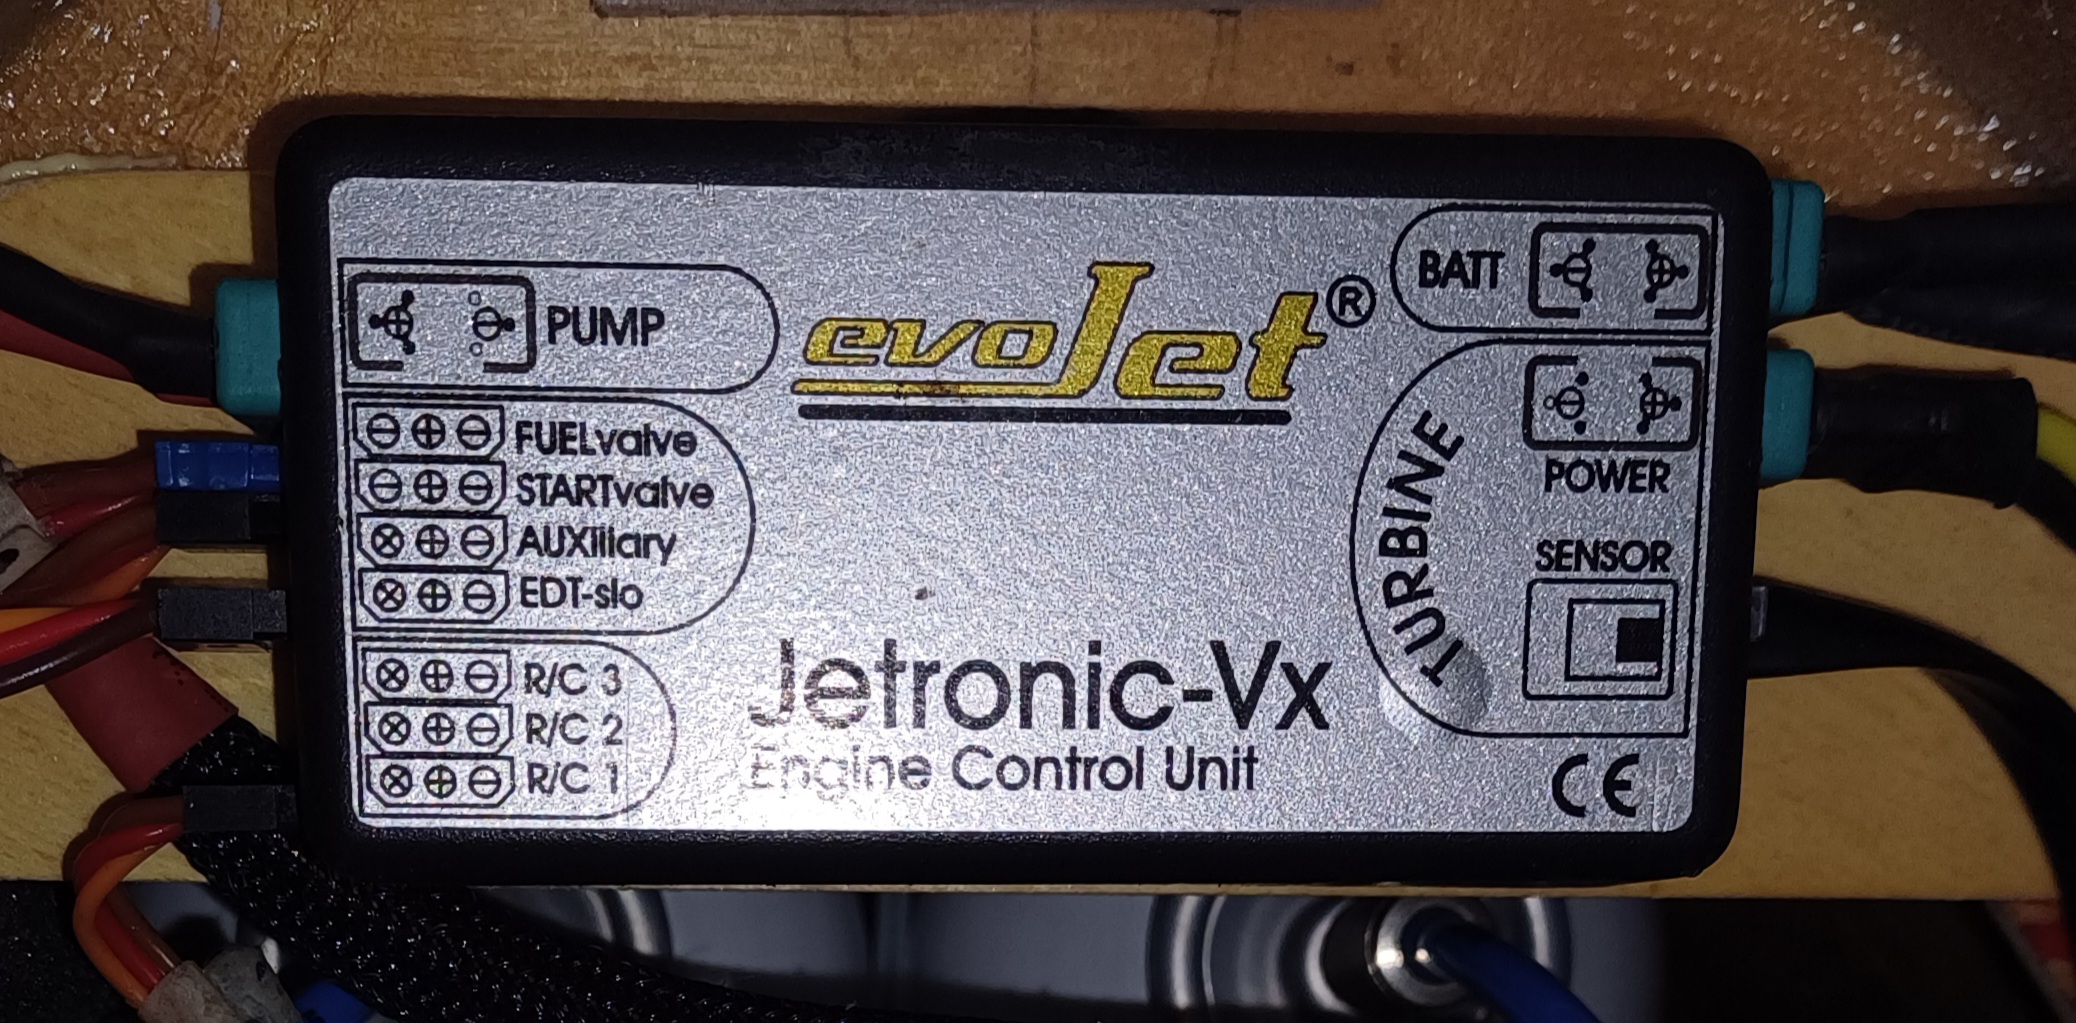 evoJet®
PUMP
FUELvalve
STARTvalve
AUXiliary
EDT-slo
R/C 3
R/C 2
R/C 1
Jetronic-Vx
Engine Control Unit
BATT
TURBINE
POWER
SENSOR
CE